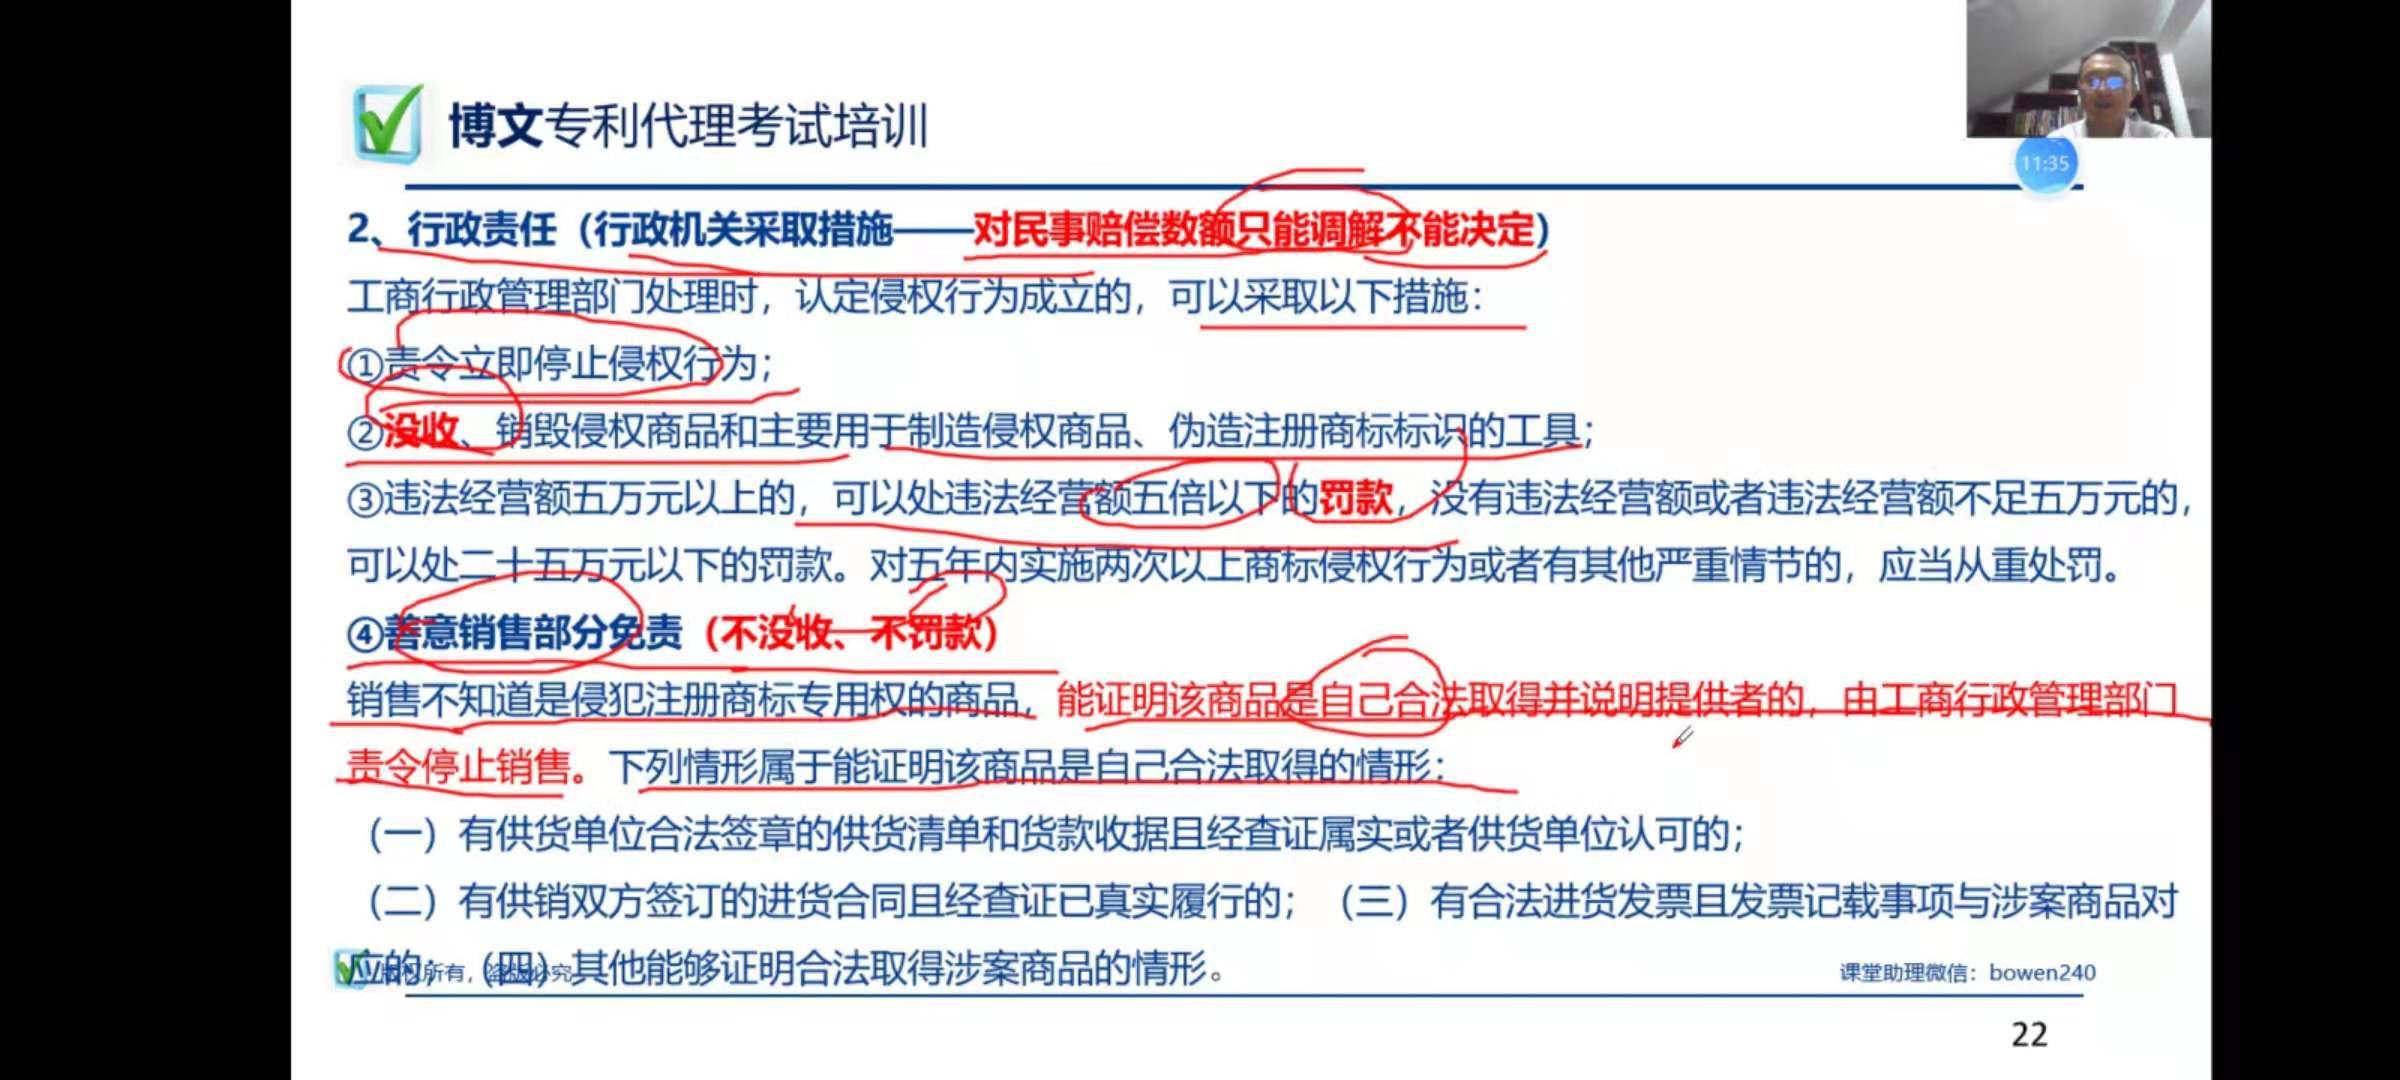 博文专利代理考试培训
11:35
2、行政责任（行政机关采取措施——对民事赔偿数额只能调解不能决定）
工商行政管理部门处理时，认定侵权行为成立的，可以采取以下措施：
①责令立即停止侵权行为；
②没收、销毁侵权商品和主要用于制造侵权商品、伪造注册商标标识的工具；
③违法经营额五万元以上的，可以处违法经营额五倍以下的罚款，没有违法经营额或者违法经营额不足五万元的，
可以处二十五万元以下的罚款。对五年内实施两次以上商标侵权行为或者有其他严重情节的，应当从重处罚。
④善意销售部分免责（不没收、不罚款）
销售不知道是侵犯注册商标专用权的商品，能证明该商品是自己合法取得并说明提供者的，由工商行政管理部门
责令停止销售。下列情形属于能证明该商品是自己合法取得的情形：
（一）有供货单位合法签章的供货清单和货款收据且经查证属实或者供货单位认可的；
（二）有供销双方签订的进货合同且经查证已真实履行的；（三）有合法进货发票且发票记载事项与涉案商品对
应的；（四）其他能够证明合法取得涉案商品的情形。
版权所有，盗版必究
课堂助理微信：bowen240
22